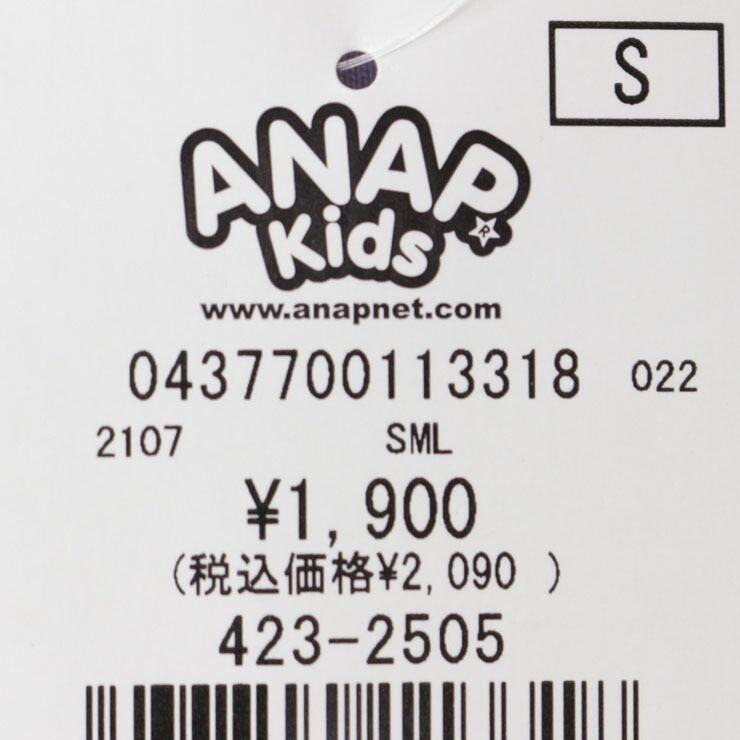 S
ANAP
Kids
®
www.anapnet.com
0437700113318 022
2107 SML
¥1,900
(税込価格¥2,090 )
423-2505